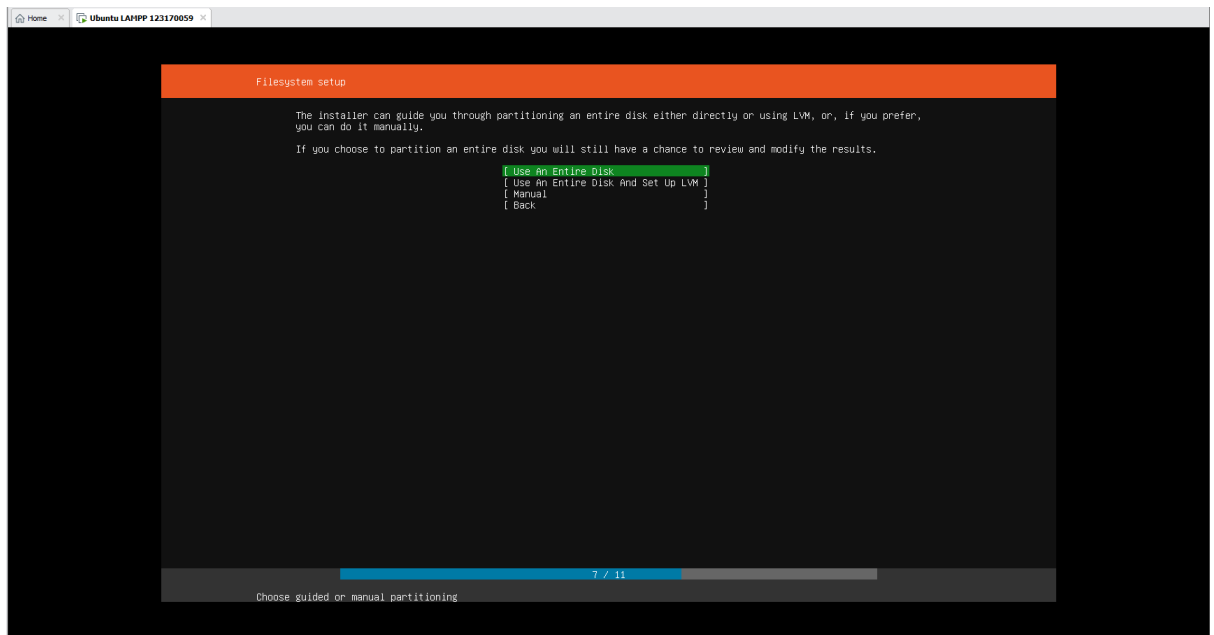 Home
Ubuntu LAMPP 123170059
Filesystem setup
The installer can guide you through partitioning an entire disk either directly or using LVM, or, if you prefer,
you can do it manually.
If you choose to partition an entire disk you will still have a chance to review and modify the results.
[ Use An Entire Disk ]
[ Use An Entire Disk And Set Up LVM ]
[ Manual ]
[ Back ]
7 / 11
Choose guided or manual partitioning